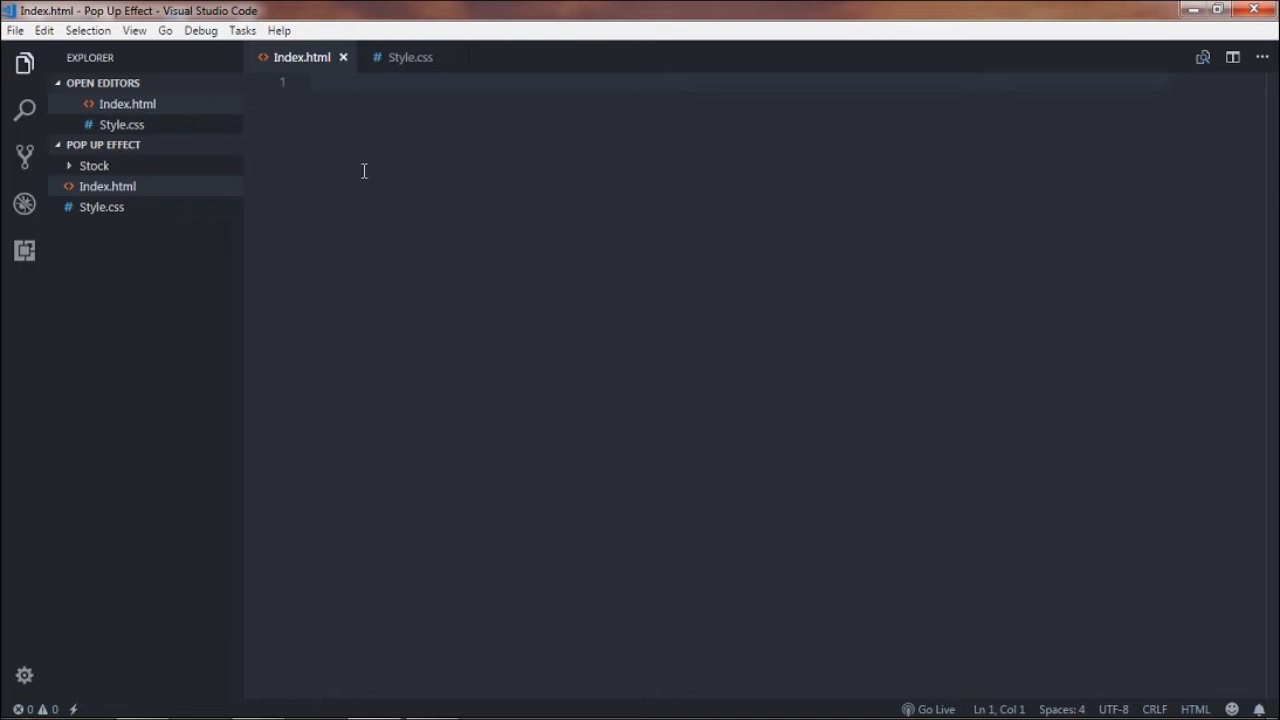 Index.html - Pop Up Effect - Visual Studio Code
File Edit Selection View Go Debug Tasks Help
EXPLORER
Index.html
Style.css
OPEN EDITORS
Index.html
Style.css
POP UP EFFECT
Stock
Index.html
Style.css
1
0 0
Go Live
Ln 1, Col 1
Spaces: 4
UTF-8
CRLF
HTML